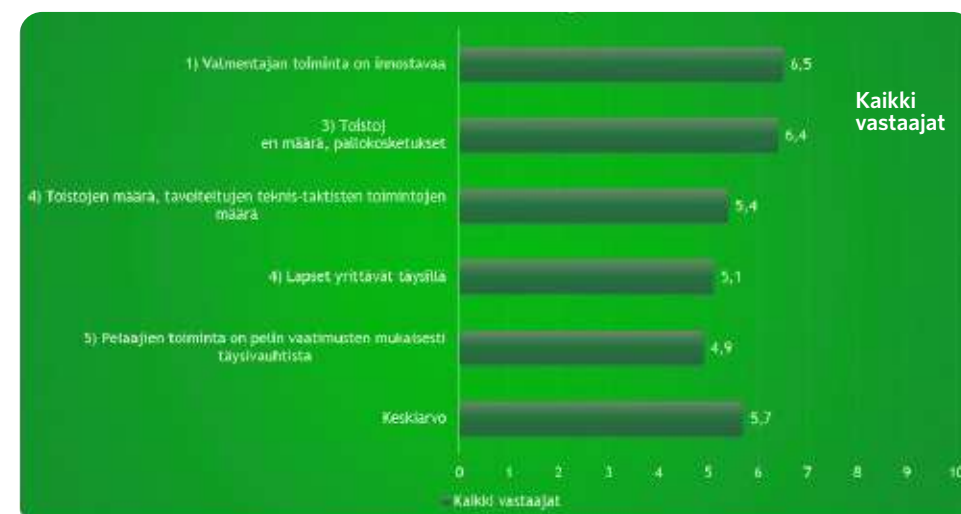 1) Valmentajan toiminta on innostavaa
6,5
Kaikki
vastaajat
3) Toistoj
en määrä, pallokosketukset
6,4
4) Toistojen määrä, tavoiteltujen teknis-taktisten toimintojen
määrä
5,4
4) Lapset yrittävät täysillä
5,1
5) Pelaajien toiminta on pelin vaatimusten mukaisesti
täysivauhtista
4,9
Keskiarvo
5,7
0 1 2 3 4 5 6 7 8 9 10
Kaikki vastaajat